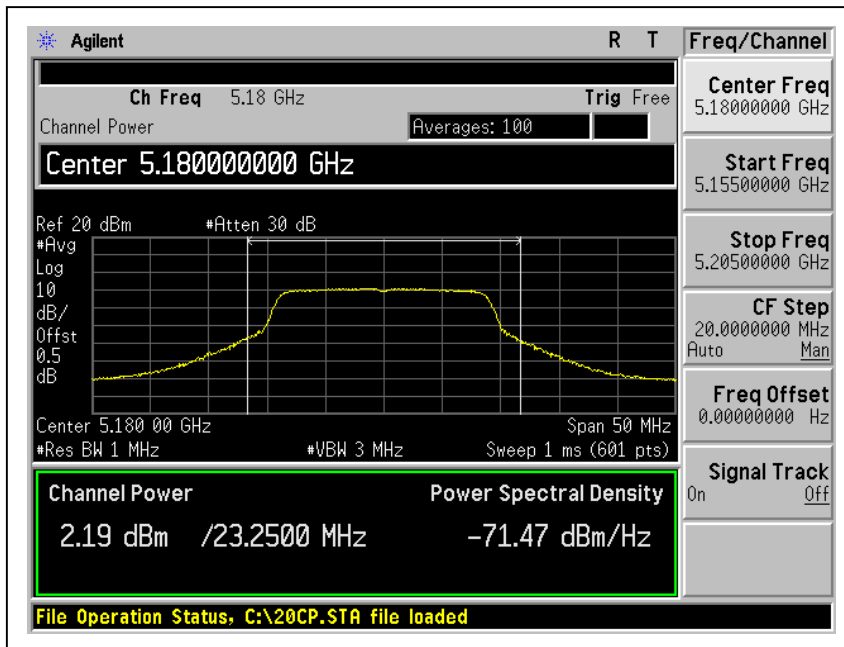 Agilent R T Freq/Channel
Ch Freq 5.18 GHz Trig Free
Channel Power Averages: 100
Center 5.180000000 GHz
Ref 20 dBm #Atten 30 dB
#Avg
Log
10
dB/
Offst
0.5
dB
Center 5.180 00 GHz Span 50 MHz
#Res BW 1 MHz #VBW 3 MHz Sweep 1 ms (601 pts)
Channel Power Power Spectral Density
2.19 dBm /23.2500 MHz -71.47 dBm/Hz
File Operation Status, C:\20CP.STA file loaded
Center Freq
5.18000000 GHz
Start Freq
5.15500000 GHz
Stop Freq
5.20500000 GHz
CF Step
20.0000000 MHz
Auto Man
Freq Offset
0.00000000 Hz
Signal Track
On Off